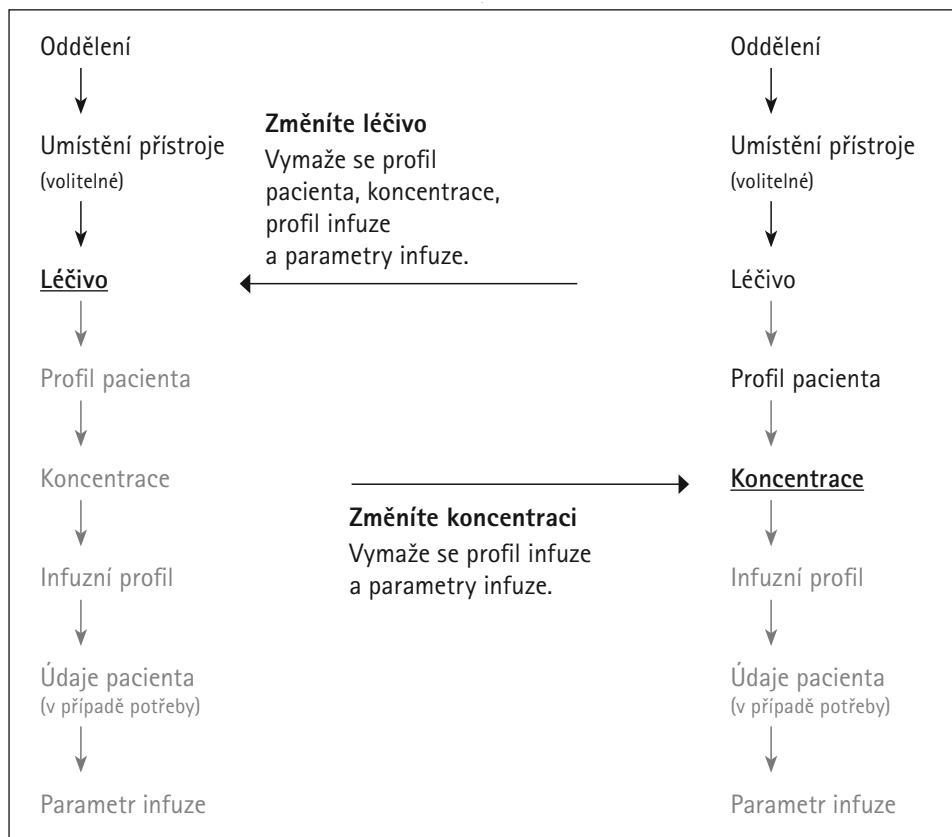 Oddělení
Umístění přístroje
(volitelné)
Léčivo
Profil pacienta
Koncentrace
Infuzní profil
Údaje pacienta
(v případě potřeby)
Parametr infuze
Změníte léčivo
Vymaže se profil
pacienta, koncentrace,
profil infuze
a parametry infuze.
Změníte koncentraci
Vymaže se profil infuze
a parametry infuze.
Oddělení
Umístění přístroje
(volitelné)
Léčivo
Profil pacienta
Koncentrace
Infuzní profil
Údaje pacienta
(v případě potřeby)
Parametr infuze